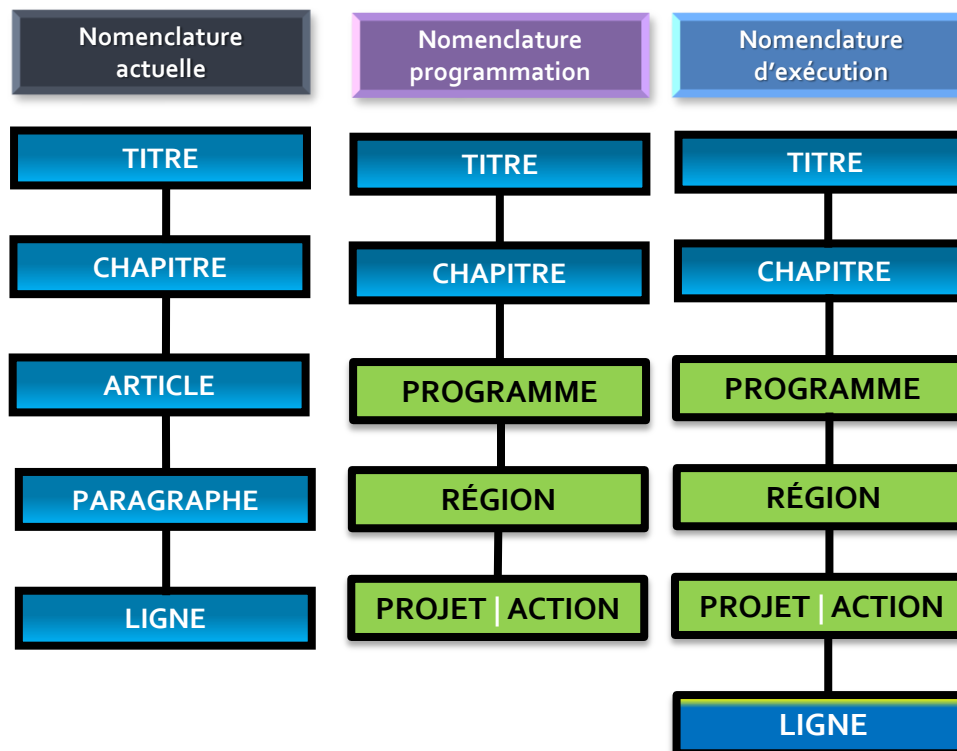 Nomenclature
actuelle
TITRE
CHAPITRE
ARTICLE
PARAGRAPHE
LIGNE
Nomenclature
programmation
TITRE
CHAPITRE
PROGRAMME
RÉGION
PROJET | ACTION
Nomenclature
d'exécution
TITRE
CHAPITRE
PROGRAMME
RÉGION
PROJET | ACTION
LIGNE